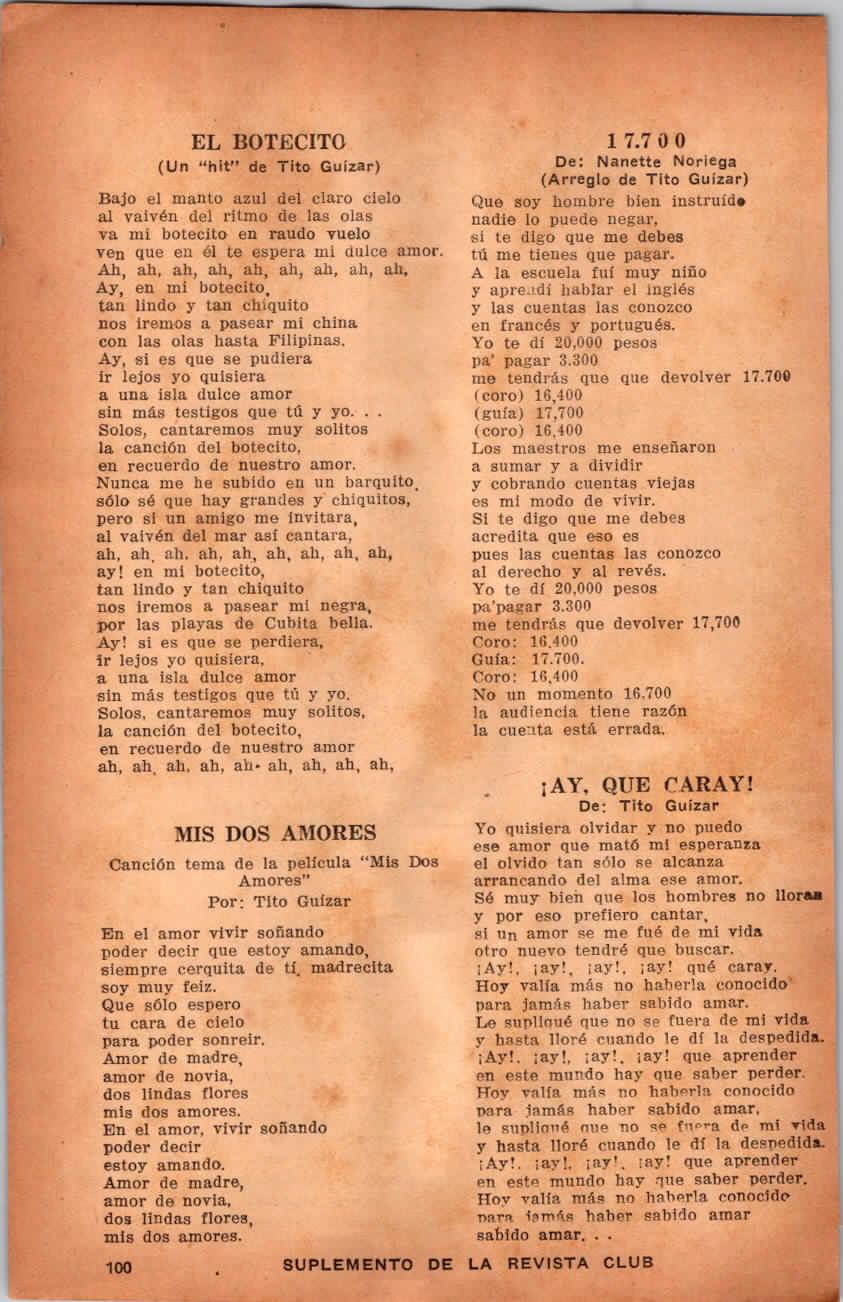 EL BOTECITO
(Un "hit" de Tito Guízar)
Bajo el manto azul del claro cielo
al vaivén del ritmo de las olas
va mi botecito en raudo vuelo
ven que en él te espera mi dulce amor.
Ah, ah, ah, ah, ah, ah, ah, ah, ah,
Ay, en mi botecito,
tan lindo y tan chiquito
nos iremos a pasear mi china
con las olas hasta Filipinas.
Ay, si es que se pudiera
ir lejos yo quisiera
a una isla dulce amor
sin más testigos que tú y yo. . .
Solos, cantaremos muy solitos
la canción del botecito,
en recuerdo de nuestro amor.
Nunca me he subido en un barquito,
sólo sé que hay grandes y chiquitos,
pero si un amigo me invitara,
al vaivén del mar así cantara,
ah, ah, ah, ah, ah, ah, ah, ah, ah,
ay! en mi botecito,
tan lindo y tan chiquito
nos iremos a pasear mi negra,
por las playas de Cubita bella.
Ay! si es que se perdiera,
ir lejos yo quisiera,
a una isla dulce amor
sin más testigos que tú y yo.
Solos, cantaremos muy solitos,
la canción del botecito,
en recuerdo de nuestro amor
ah, ah, ah, ah, ah, ah, ah, ah, ah,
MIS DOS AMORES
Canción tema de la película "Mis Dos
Amores"
Por: Tito Guízar
En el amor vivir soñando
poder decir que estoy amando,
siempre cerquita de tí, madrecita
soy muy feiz.
Que sólo espero
tu cara de cielo
para poder sonreir.
Amor de madre,
amor de novia,
dos lindas flores
mis dos amores.
En el amor, vivir soñando
poder decir
estoy amando.
Amor de madre,
amor de novia,
dos lindas flores,
mis dos amores.
17.700
De: Nanette Noriega
(Arreglo de Tito Guízar)
Que soy hombre bien instruído
nadie lo puede negar,
si te digo que me debes
tú me tienes que pagar.
A la escuela fuí muy niño
y aprendí hablar el inglés
y las cuentas las conozco
en francés y portugués.
Yo te dí 20,000 pesos
pa' pagar 3.300
me tendrás que que devolver 17.700
(coro) 16,400
(guía) 17,700
(coro) 16,400
Los maestros me enseñaron
a sumar y a dividir
y cobrando cuentas viejas
es mi modo de vivir.
Si te digo que me debes
acredita que eso es
pues las cuentas las conozco
al derecho y al revés.
Yo te dí 20,000 pesos
pa'pagar 3.300
me tendrás que devolver 17,700
Coro: 16.400
Guía: 17.700.
Coro: 16,400
No un momento 16.700
la audiencia tiene razón
la cuenta está errada.
¡AY, QUE CARAY!
De: Tito Guízar
Yo quisiera olvidar y no puedo
ese amor que mató mi esperanza
el olvido tan sólo se alcanza
arrancando del alma ese amor.
Sé muy bien que los hombres no lloran
y por eso prefiero cantar,
si un amor se me fué de mi vida
otro nuevo tendré que buscar.
¡Ay!, ¡ay!, ¡ay!, ¡ay! qué caray.
Hoy valía más no haberla conocido
para jamás haber sabido amar.
Le supliqué que no se fuera de mi vida
y hasta lloré cuando le dí la despedida.
¡Ay!, ¡ay!, ¡ay!, ¡ay! que aprender
en este mundo hay que saber perder.
Hoy valía más no haberla conocido
para jamás haber sabido amar,
le supliqué que no se fuera de mi vida
y hasta lloré cuando le dí la despedida.
¡Ay!, ¡ay!, ¡ay!, ¡ay! que aprender
en este mundo hay que saber perder.
Hoy valía más no haberla conocido
para jamás haber sabido amar
sabido amar. . .
100
SUPLEMENTO DE LA REVISTA CLUB